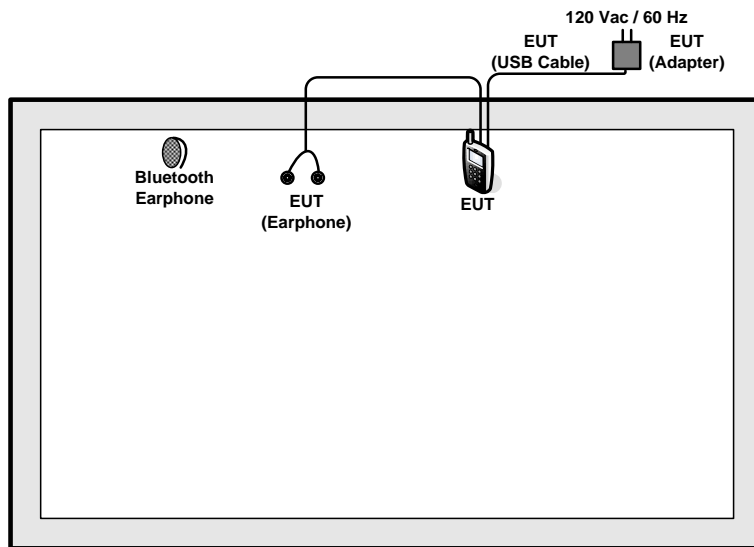 120 Vac / 60 Hz
EUT
(USB Cable)
EUT
(Adapter)
Bluetooth
Earphone
EUT
(Earphone)
EUT